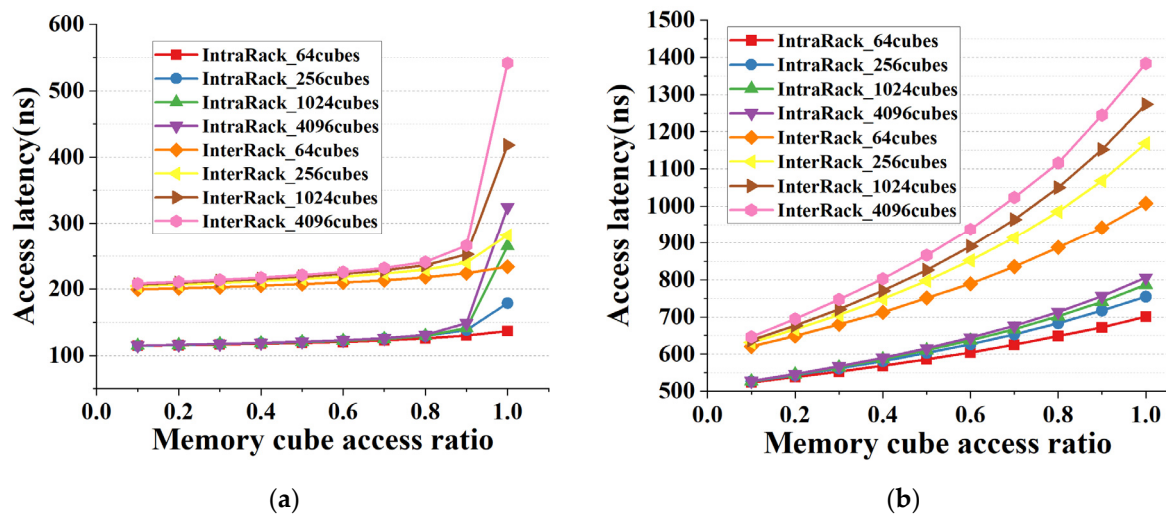 600
500
400
300
200
100
Access latency(ns)
IntraRack_64cubes
IntraRack_256cubes
IntraRack_1024cubes
IntraRack_4096cubes
InterRack_64cubes
InterRack_256cubes
InterRack_1024cubes
InterRack_4096cubes
0.0 0.2 0.4 0.6 0.8 1.0
Memory cube access ratio
(a)
1500
1400
1300
1200
1100
1000
900
800
700
600
500
Access latency(ns)
IntraRack_64cubes
IntraRack_256cubes
IntraRack_1024cubes
IntraRack_4096cubes
InterRack_64cubes
InterRack_256cubes
InterRack_1024cubes
InterRack_4096cubes
0.0 0.2 0.4 0.6 0.8 1.0
Memory cube access ratio
(b)